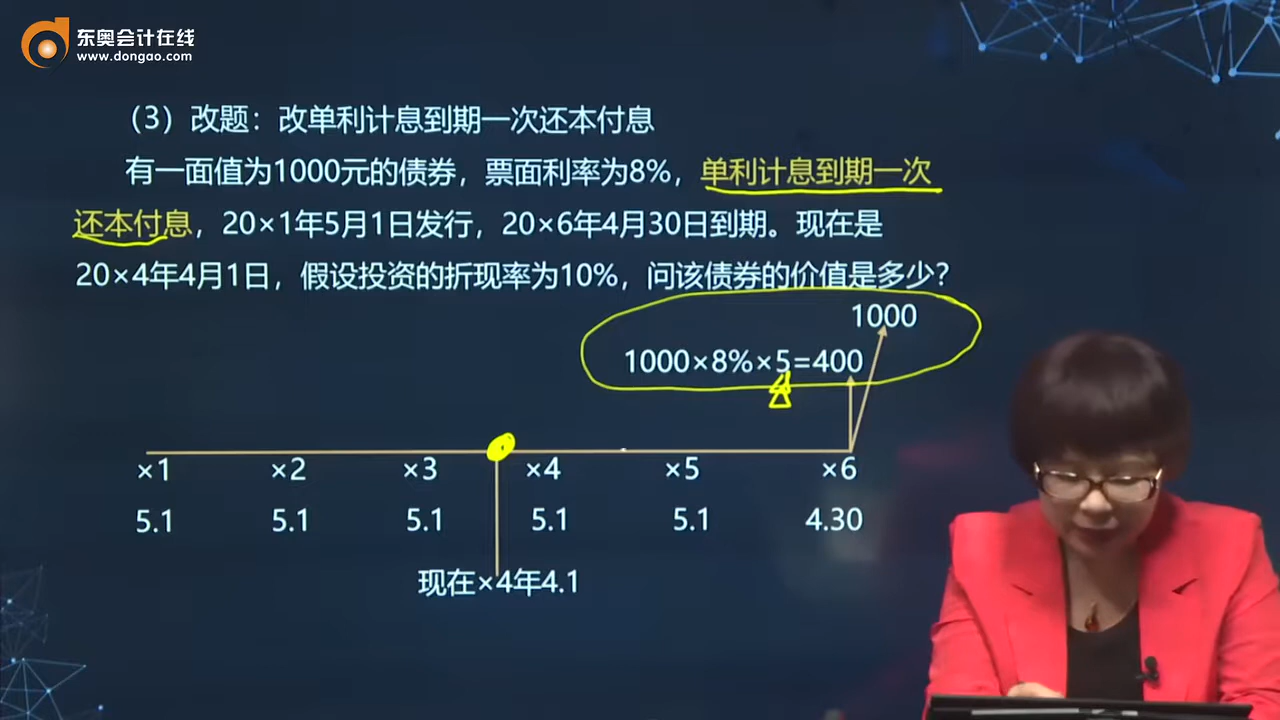 东奥会计在线
www.dongao.com
(3)改题:改单利计息到期一次还本付息
有一面值为1000元的债券,票面利率为8%,单利计息到期一次
还本付息,20×1年5月1日发行,20×6年4月30日到期。现在是
20×4年4月1日,假设投资的折现率为10%,问该债券的价值是多少?
1000
1000×8%×5=400
×1 ×2 ×3 ×4 ×5 ×6
5.1 5.1 5.1 5.1 5.1 4.30
现在×4年4.1